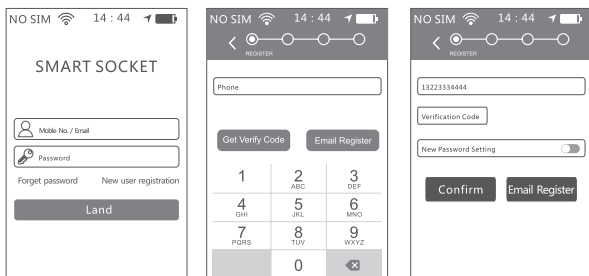 NO SIM 14 : 44
SMART SOCKET
Moble No. / Email
Password
Forget password New user registration
Land
NO SIM 14 : 44
REGISTER
Phone
Get Verify Code Email Register
1 2 3
ABC DEF
4 5 6
GHI JKL MNO
7 8 9
PQRS TUV WXYZ
0
NO SIM 14 : 44
REGISTER
13223334444
Verification Code
New Password Setting
Confirm Email Register